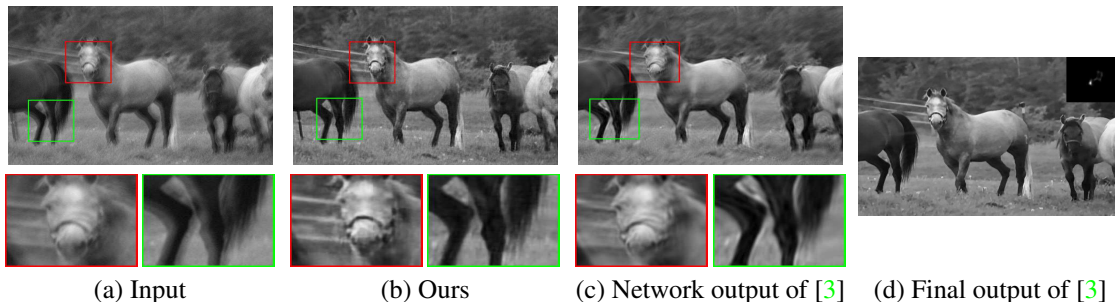 (a) Input
(b) Ours
(c) Network output of [3]
(d) Final output of [3]